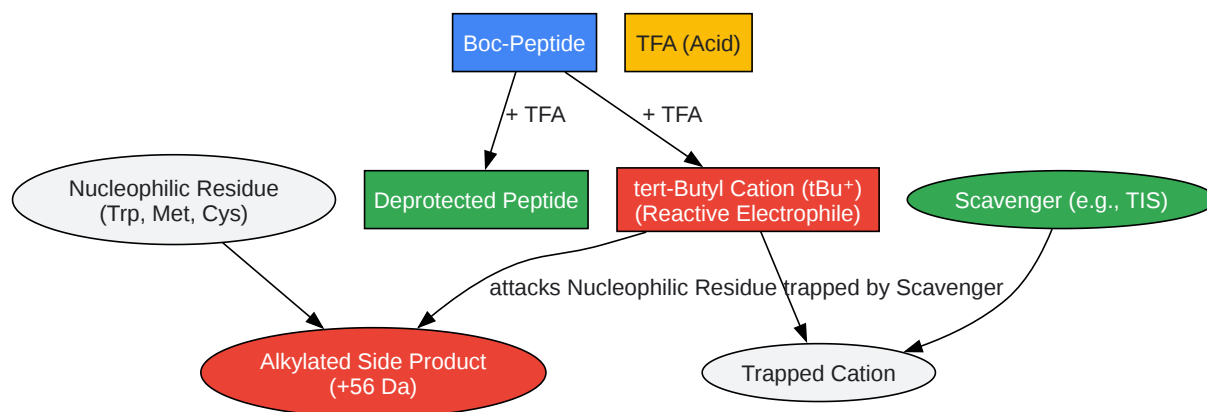 Boc-Peptide
TFA (Acid)
+ TFA
+ TFA
Nucleophilic Residue
(Trp, Met, Cys)
Deprotected Peptide
tert-Butyl Cation (tBu⁺)
(Reactive Electrophile)
Scavenger (e.g., TIS)
attacks Nucleophilic Residue
trapped by Scavenger
Alkylated Side Product
(+56 Da)
Trapped Cation